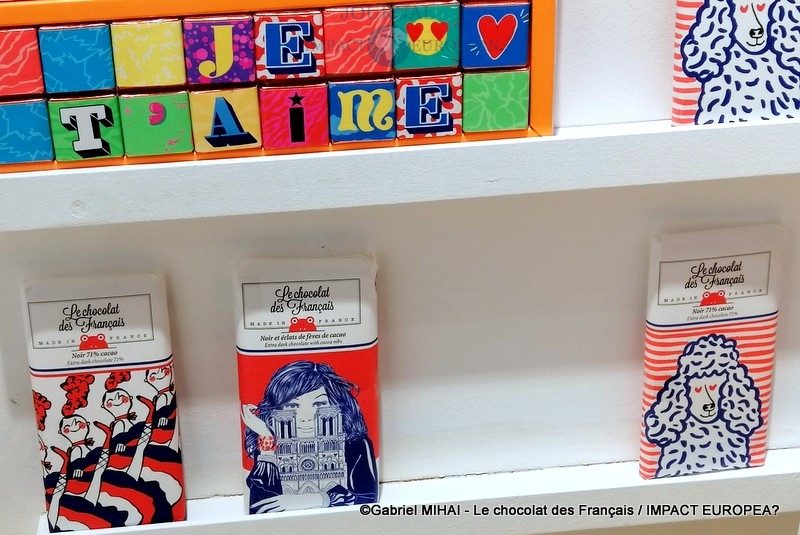 JE
T'AiME
Le chocolat
des Français
MADE IN FRANCE
Noir 71% cacao
Extra dark chocolate 71%
Le chocolat
des Français
MADE IN FRANCE
Noir et éclats de fèves de cacao
Extra dark chocolate with cocoa nibs
Le chocolat
des Français
MADE IN FRANCE
Noir 71% cacao
Extra dark chocolate 71%
©Gabriel MIHAI - Le chocolat des Français / IMPACT EUROPEA?